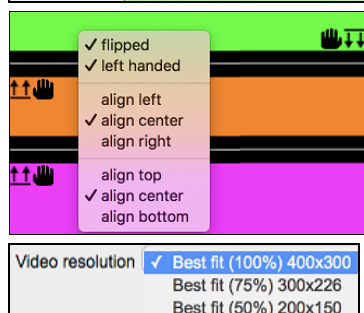 ✓ flipped
✓ left handed
align left
✓ align center
align right
align top
✓ align center
align bottom
Video resolution ✓ Best fit (100%) 400x300
Best fit (75%) 300x226
Best fit (50%) 200x150